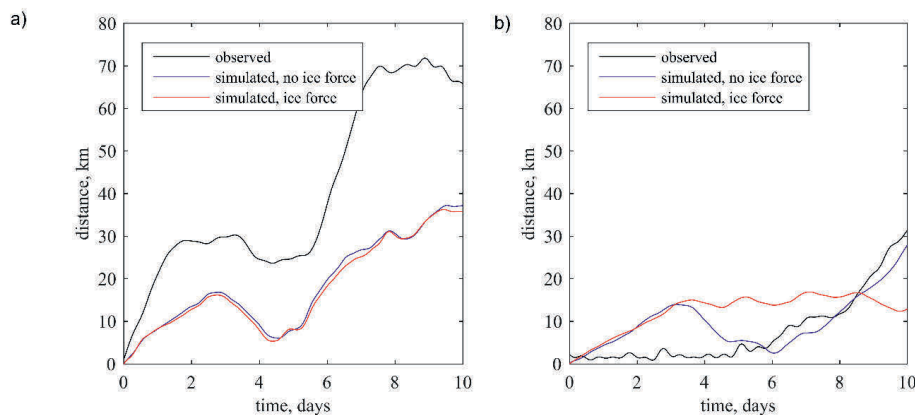 a)
80
70
60
50
40
30
20
10
0
distance, km
observed
simulated, no ice force
simulated, ice force
0 2 4 6 8 10
time, days
b)
80
70
60
50
40
30
20
10
0
distance, km
observed
simulated, no ice force
simulated, ice force
0 2 4 6 8 10
time, days